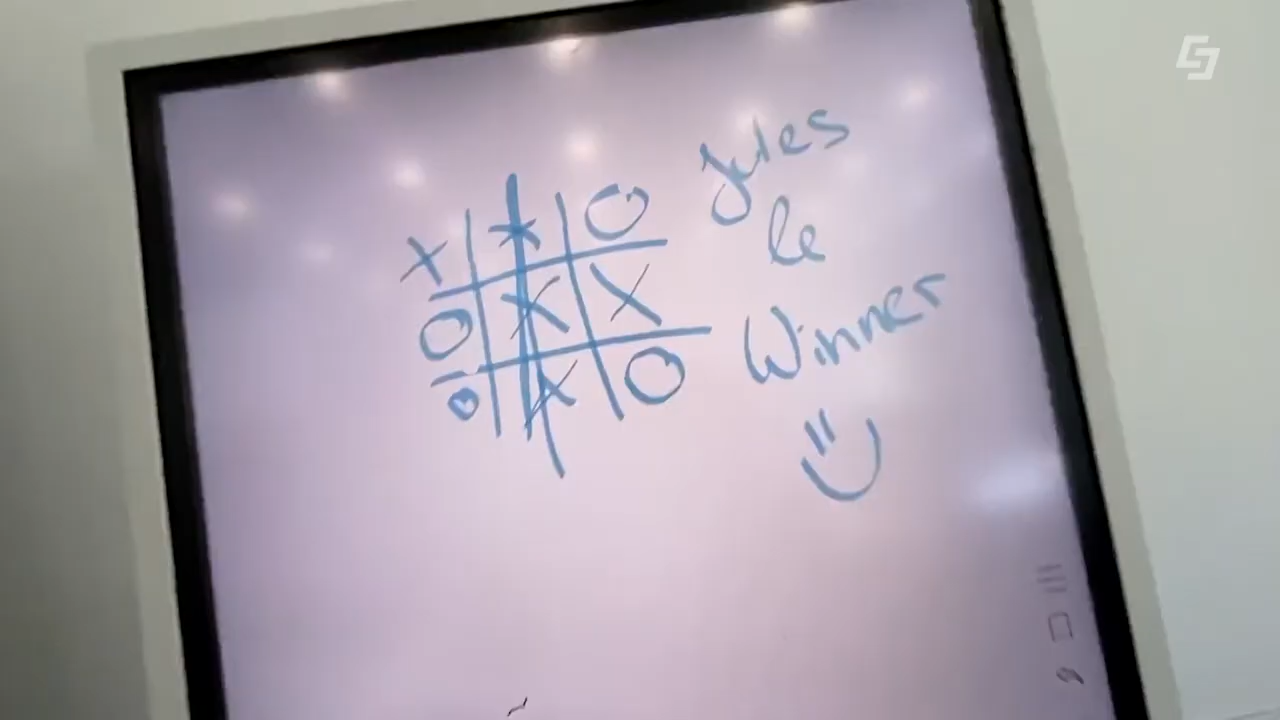 X X O
O X X
O X O
Jules
le
Winner